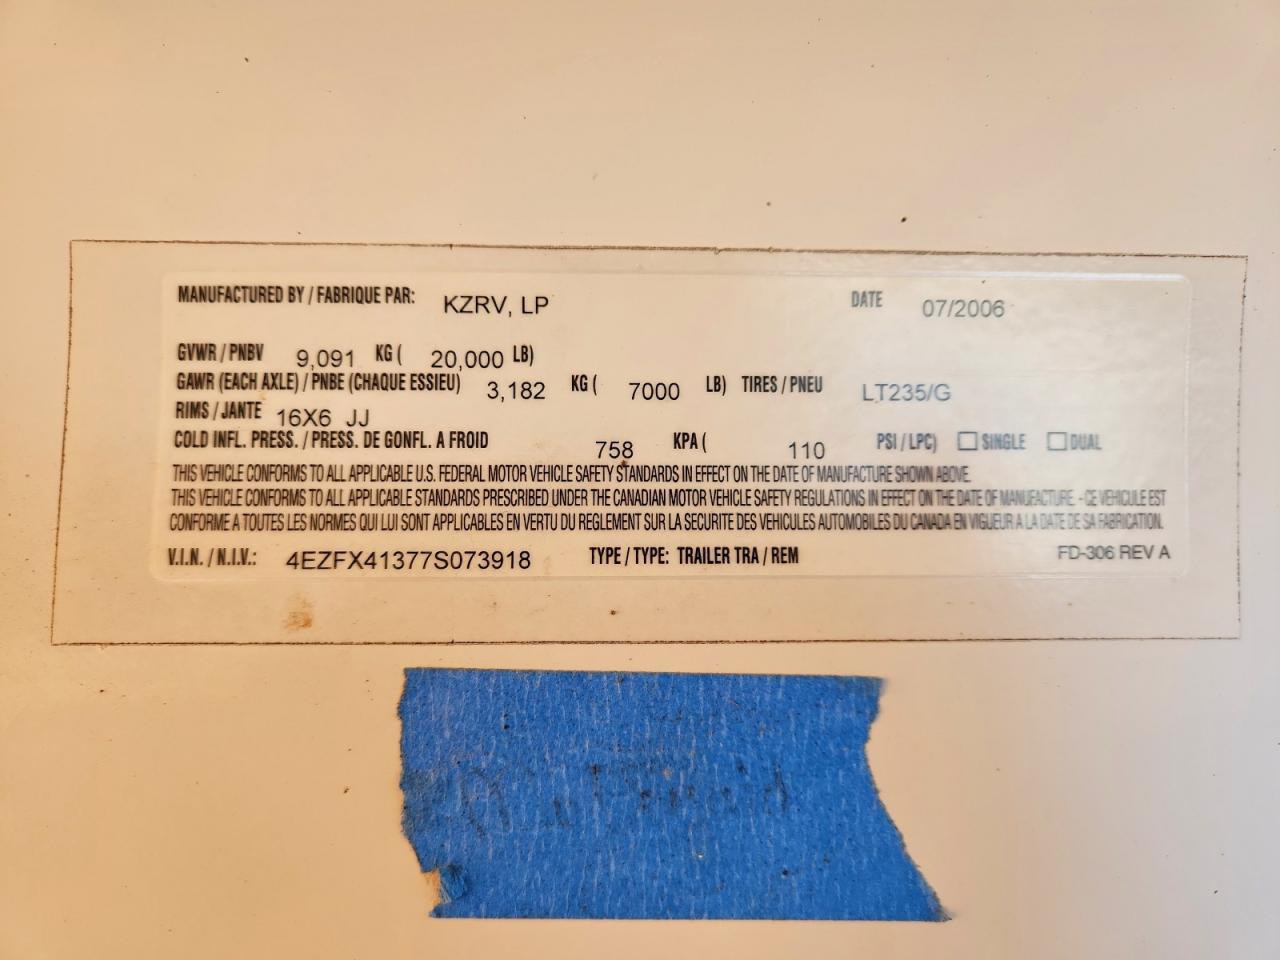 MANUFACTURED BY / FABRIQUE PAR: KZRV, LP DATE 07/2006
GVWR / PNBV 9,091 KG ( 20,000 LB)
GAWR (EACH AXLE) / PNBE (CHAQUE ESSIEU) 3,182 KG ( 7000 LB) TIRES / PNEU LT235/G
RIMS / JANTE 16X6 JJ
COLD INFL. PRESS. / PRESS. DE GONFL. A FROID 758 KPA ( 110 PSI / LPC) ☐ SINGLE ☐ DUAL
THIS VEHICLE CONFORMS TO ALL APPLICABLE U.S. FEDERAL MOTOR VEHICLE SAFETY STANDARDS IN EFFECT ON THE DATE OF MANUFACTURE SHOWN ABOVE.
THIS VEHICLE CONFORMS TO ALL APPLICABLE STANDARDS PRESCRIBED UNDER THE CANADIAN MOTOR VEHICLE SAFETY REGULATIONS IN EFFECT ON THE DATE OF MANUFACTURE. - CE VEHICULE EST
CONFORME A TOUTES LES NORMES QUI LUI SONT APPLICABLES EN VERTU DU REGLEMENT SUR LA SECURITE DES VEHICULES AUTOMOBILES DU CANADA EN VIGUEUR A LA DATE DE SA FABRICATION.
V.I.N. / N.I.V.: 4EZFX41377S073918 TYPE / TYPE: TRAILER TRA / REM FD-306 REV A